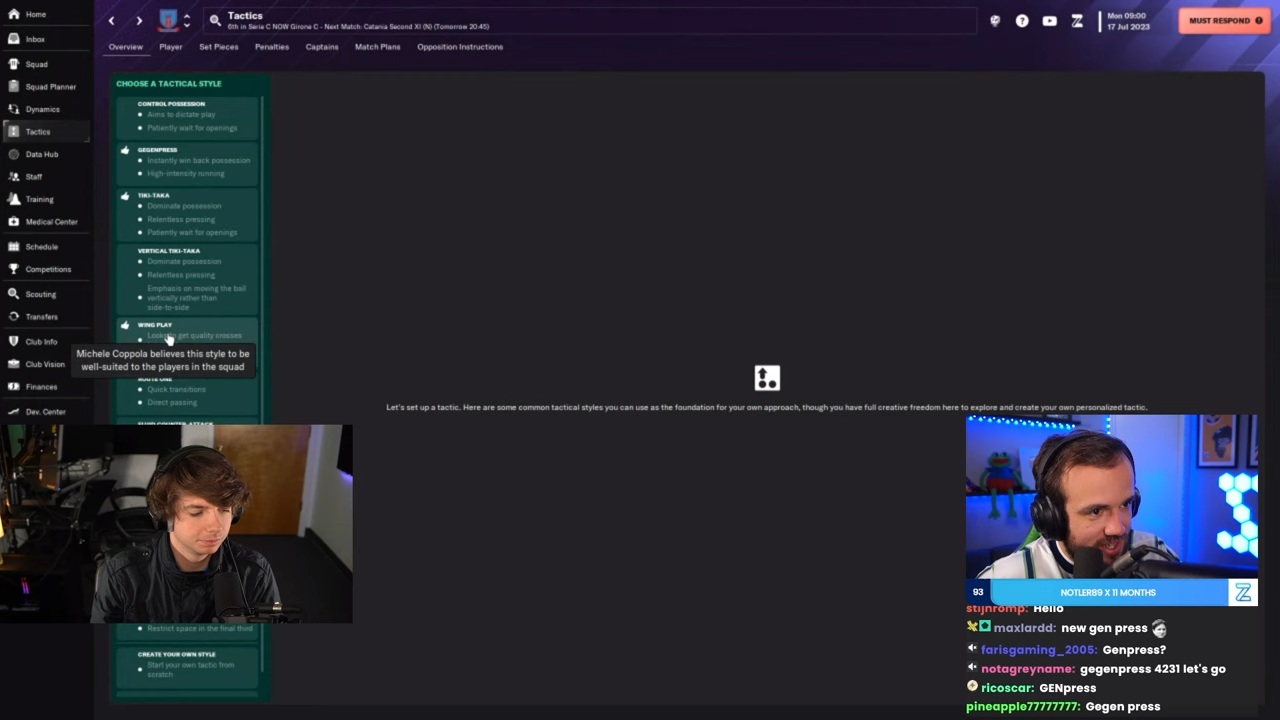 Home
Inbox
Squad
Squad Planner
Dynamics
Tactics
Data Hub
Staff
Training
Medical Center
Schedule
Competitions
Scouting
Transfers
Club Info
Club Vision
Finances
Dev. Center
Tactics
6th in Serie C NOW Girone C - Next Match: Catania Second XI (N) (Tomorrow 20:45)
Mon 09:00
17 Jul 2023
MUST RESPOND
Overview
Player
Set Pieces
Penalties
Captains
Match Plans
Opposition Instructions
CHOOSE A TACTICAL STYLE
CONTROL POSSESSION
Aims to dictate play
Patiently wait for openings
GEGENPRESS
Instantly win back possession
High-intensity running
TIKI-TAKA
Dominate possession
Relentless pressing
Patiently wait for openings
VERTICAL TIKI-TAKA
Dominate possession
Relentless pressing
Emphasis on moving the ball
vertically rather than
side-to-side
WING PLAY
Looks to get quality crosses
Michele Coppola believes this style to be
well-suited to the players in the squad
ROUTE ONE
Quick transitions
Direct passing
FLUID COUNTER-ATTACK
Restrict space in the final third
CREATE YOUR OWN STYLE
Start your own tactic from
scratch
Let's set up a tactic. Here are some common tactical styles you can use as the foundation for your own approach, though you have full creative freedom here to explore and create your own personalized tactic.
93
NOTLER89 X 11 MONTHS
stijnromp: Hello
maxlardd: new gen press
farisgaming_2005: Genpress?
notagreyname: gegenpress 4231 let's go
ricoscar: GENpress
pineapple77777777: Gegen press